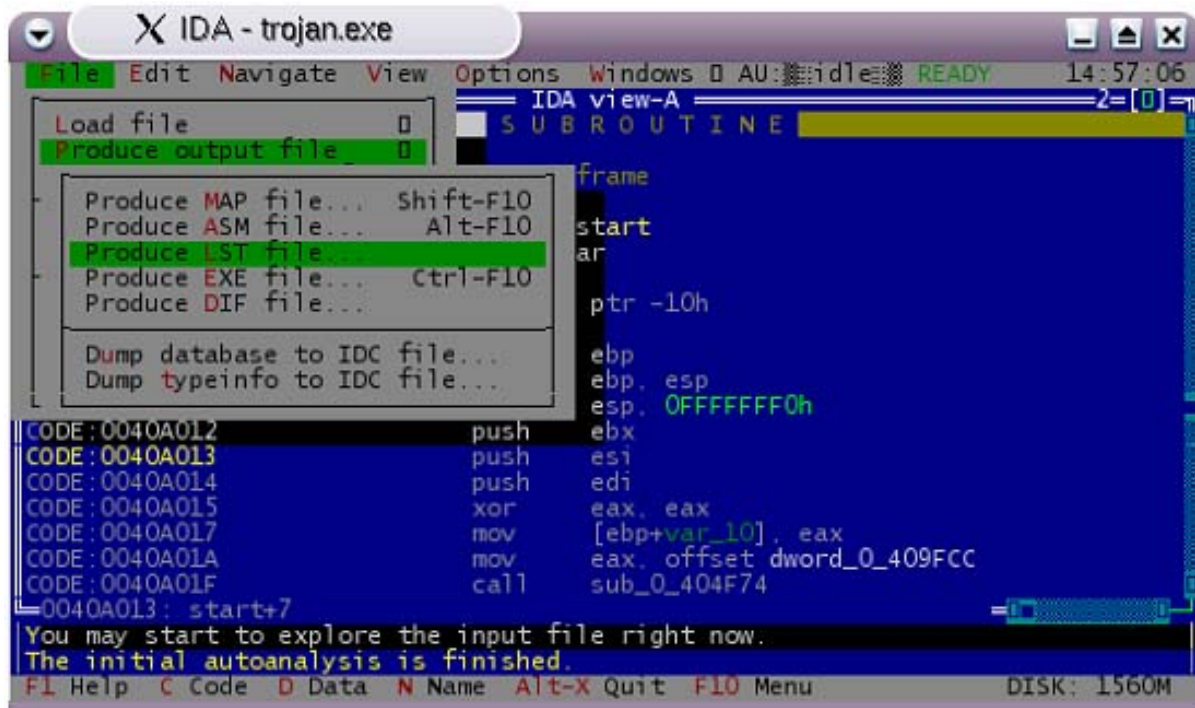 X IDA - trojan.exe
File Edit Navigate View Options Windows AU: idle READY 14:57:06
IDA view-A 2=[]
Load file
S U B R O U T I N E
Produce output file
frame
Produce MAP file... Shift-F10
Produce ASM file... Alt-F10
start
Produce LST file...
ar
Produce EXE file... Ctrl-F10
Produce DIF file...
ptr -10h
Dump database to IDC file...
ebp
Dump typeinfo to IDC file...
ebp, esp
esp, 0FFFFFFF0h
CODE:0040A012 push ebx
CODE:0040A013 push esi
CODE:0040A014 push edi
CODE:0040A015 xor eax, eax
CODE:0040A017 mov [ebp+var_10], eax
CODE:0040A01A mov eax, offset dword_0_409FCC
CODE:0040A01F call sub_0_404F74
0040A013: start+7
You may start to explore the input file right now.
The initial autoanalysis is finished.
F1 Help C Code D Data N Name Alt-X Quit F10 Menu DISK: 1560M